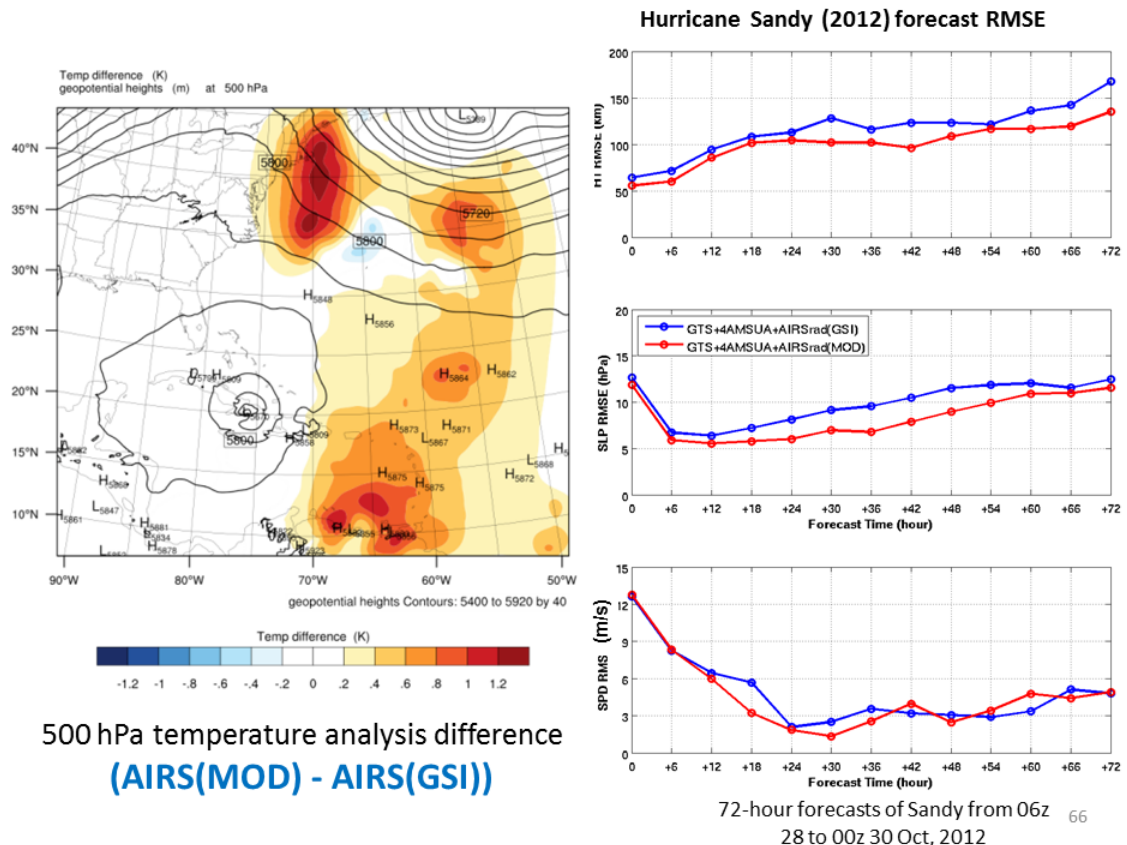 Hurricane Sandy (2012) forecast RMSE
Temp difference (K)
geopotential heights (m) at 500 hPa
40°N
35°N
30°N
25°N
20°N
15°N
10°N
90°W 80°W 70°W 60°W 50°W
5800
5720
5800
H5848
H5856
H5864
L5862
H5809
5800
H5873
H5871
L5867
L5868
H5875
H5875
H5872
L5847
H5881
H5878
geopotential heights Contours: 5400 to 5920 by 40
Temp difference (K)
-1.2 -1 -.8 -.6 -.4 -.2 0 .2 .4 .6 .8 1 1.2
500 hPa temperature analysis difference
(AIRS(MOD) - AIRS(GSI))
200
150
100
50
0
HT RMSE (km)
0 +6 +12 +18 +24 +30 +36 +42 +48 +54 +60 +66 +72
20
15
10
5
0
SLP RMSE (hPa)
GTS+4AMSUA+AIRSrad(GSI)
GTS+4AMSUA+AIRSrad(MOD)
0 +6 +12 +18 +24 +30 +36 +42 +48 +54 +60 +66 +72
Forecast Time (hour)
15
12
9
6
3
0
SPD RMS (m/s)
0 +6 +12 +18 +24 +30 +36 +42 +48 +54 +60 +66 +72
Forecast Time (hour)
72-hour forecasts of Sandy from 06z
28 to 00z 30 Oct, 2012
66